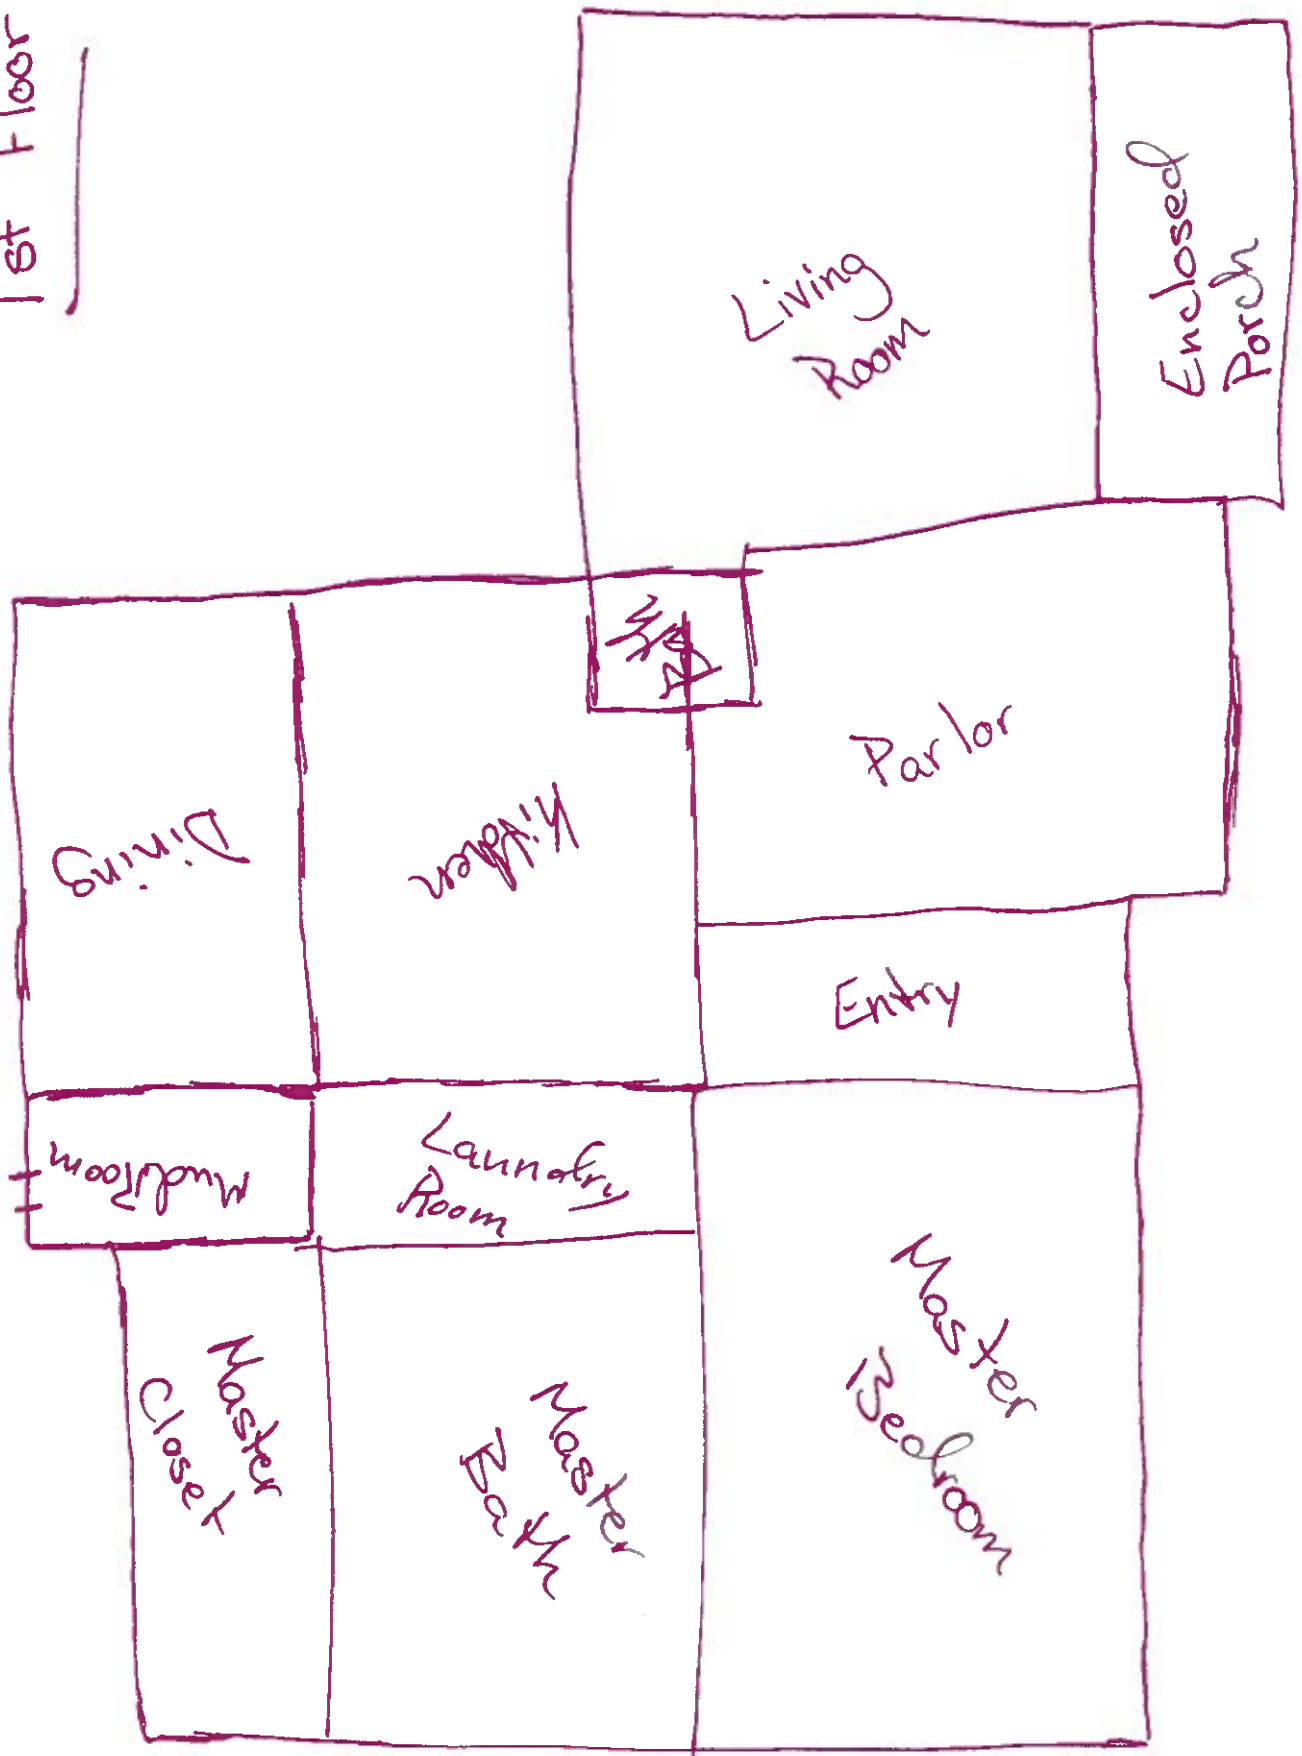 1st Floor
Living
Room
Enclosed
Porch
Bath
Parlor
Dining
Kitchen
Entry
MudRoom
Laundry
Room
Master
Closet
Master
Bath
Master
Bedroom